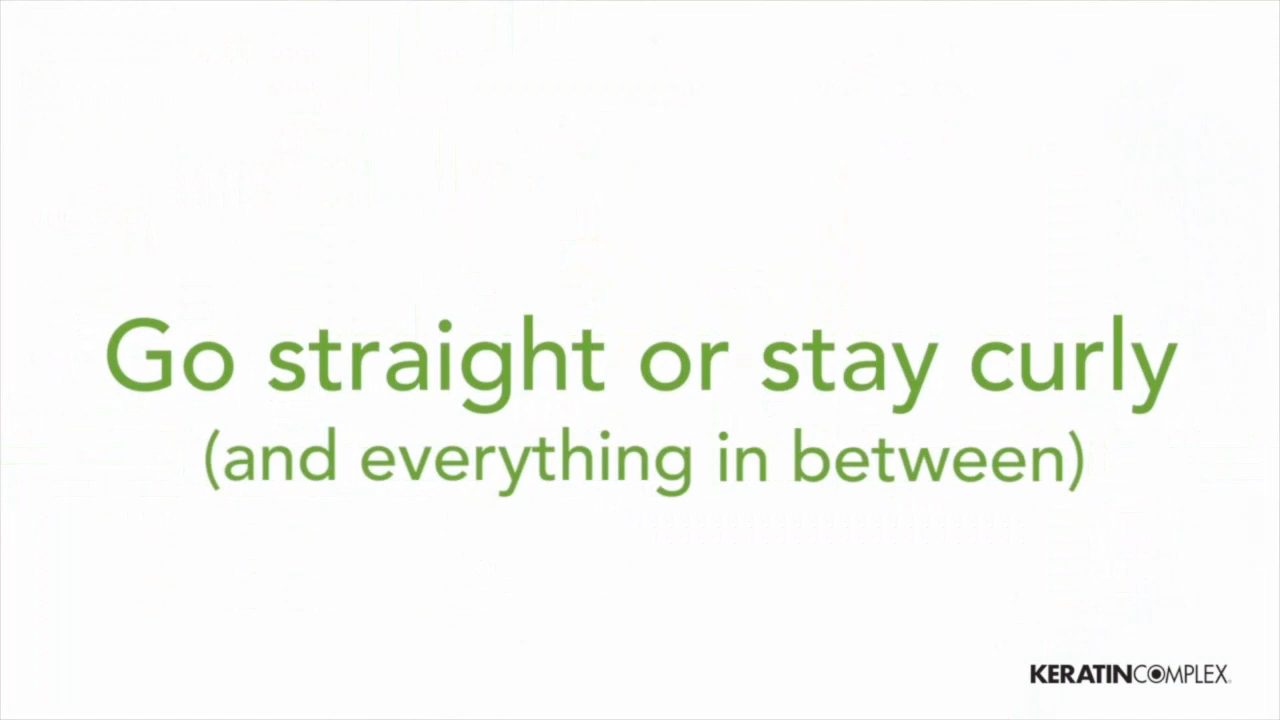 Go straight or stay curly
(and everything in between)
KERATINCOMPLEX